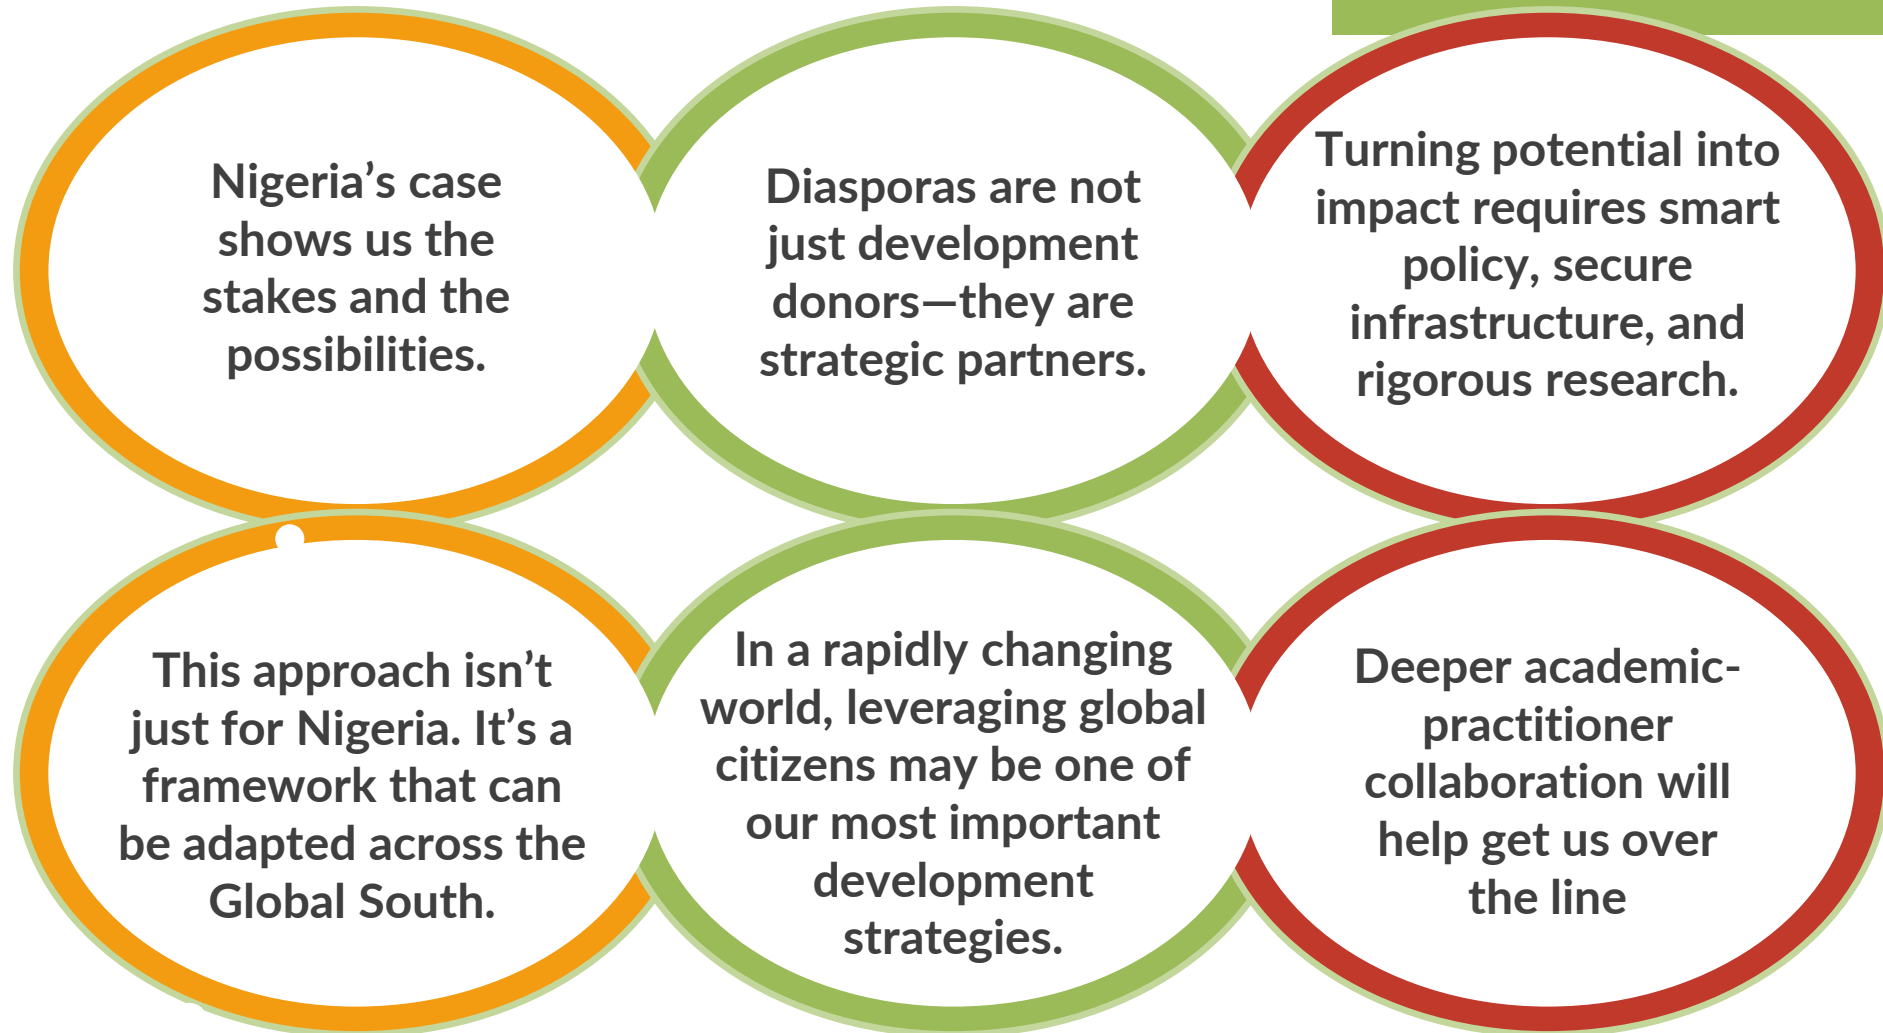 Nigeria’s case
shows us the
stakes and the
possibilities.
Diasporas are not
just development
donors—they are
strategic partners.
Turning potential into
impact requires smart
policy, secure
infrastructure, and
rigorous research.
This approach isn’t
just for Nigeria. It’s a
framework that can
be adapted across the
Global South.
In a rapidly changing
world, leveraging global
citizens may be one of
our most important
development
strategies.
Deeper academic-
practitioner
collaboration will
help get us over
the line